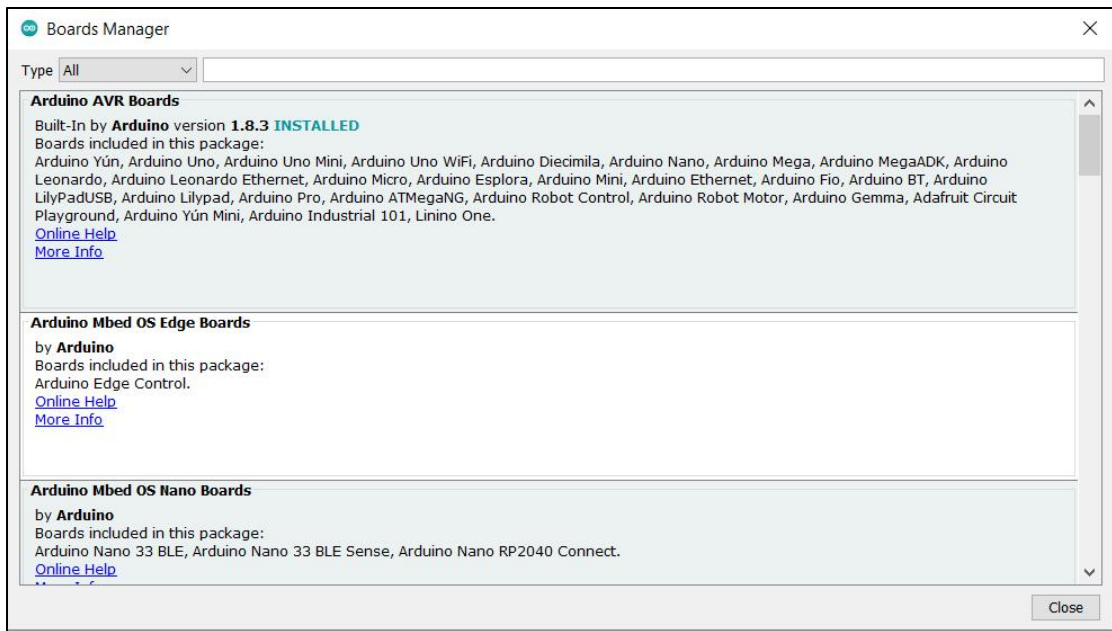 Boards Manager
Type All
Arduino AVR Boards
Built-In by Arduino version 1.8.3 INSTALLED
Boards included in this package:
Arduino Yún, Arduino Uno, Arduino Uno Mini, Arduino Uno WiFi, Arduino Diecimila, Arduino Nano, Arduino Mega, Arduino MegaADK, Arduino
Leonardo, Arduino Leonardo Ethernet, Arduino Micro, Arduino Esplora, Arduino Mini, Arduino Ethernet, Arduino Fio, Arduino BT, Arduino
LilyPadUSB, Arduino Lilypad, Arduino Pro, Arduino ATMegaNG, Arduino Robot Control, Arduino Robot Motor, Arduino Gemma, Adafruit Circuit
Playground, Arduino Yún Mini, Arduino Industrial 101, Linino One.
Online Help
More Info
Arduino Mbed OS Edge Boards
by Arduino
Boards included in this package:
Arduino Edge Control.
Online Help
More Info
Arduino Mbed OS Nano Boards
by Arduino
Boards included in this package:
Arduino Nano 33 BLE, Arduino Nano 33 BLE Sense, Arduino Nano RP2040 Connect.
Online Help
Close